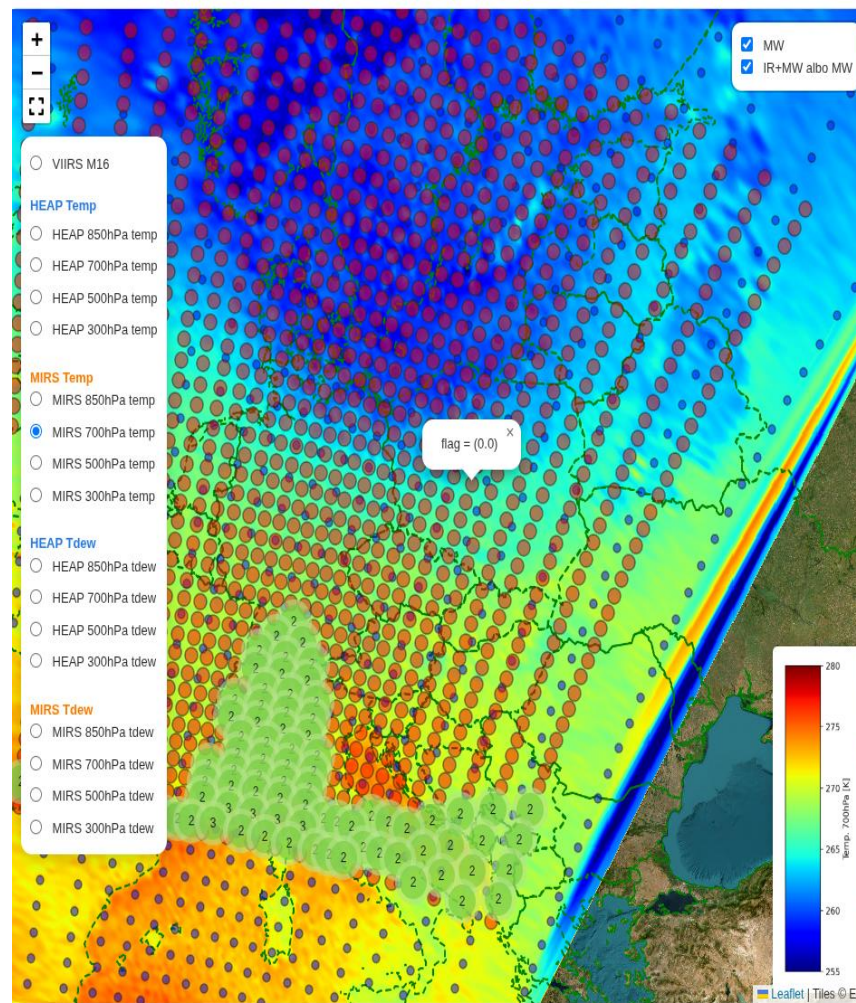 +
−
MW
IR+MW albo MW
VIIRS M16
HEAP Temp
HEAP 850hPa temp
HEAP 700hPa temp
HEAP 500hPa temp
HEAP 300hPa temp
MIRS Temp
MIRS 850hPa temp
MIRS 700hPa temp
MIRS 500hPa temp
MIRS 300hPa temp
HEAP Tdew
HEAP 850hPa tdew
HEAP 700hPa tdew
HEAP 500hPa tdew
HEAP 300hPa tdew
MIRS Tdew
MIRS 850hPa tdew
MIRS 700hPa tdew
MIRS 500hPa tdew
MIRS 300hPa tdew
flag = (0.0)
x
280
275
270
265
260
255
Temp. 700hPa [K]
Leaflet | Tiles © E